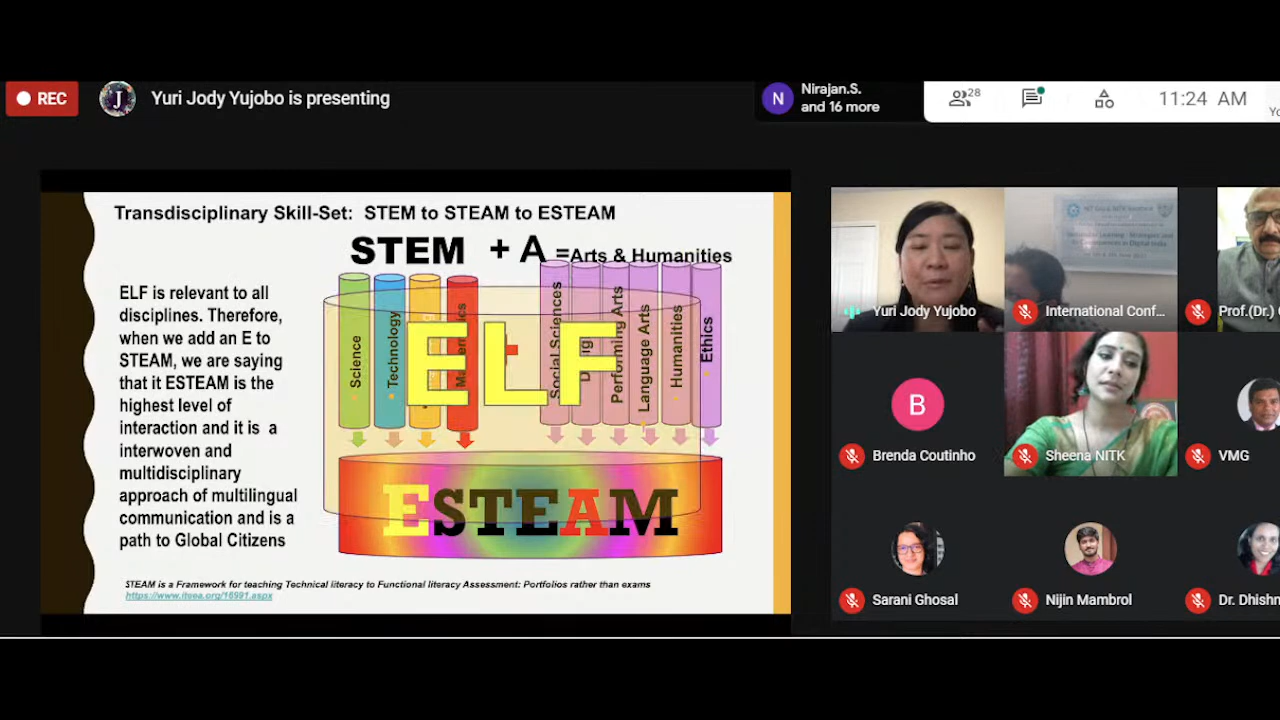 REC
J
Yuri Jody Yujobo is presenting
N
Nirajan.S.
and 16 more
28
11:24 AM
Transdisciplinary Skill-Set: STEM to STEAM to ESTEAM
STEM + A =Arts & Humanities
ELF is relevant to all
disciplines. Therefore,
when we add an E to
STEAM, we are saying
that it ESTEAM is the
highest level of
interaction and it is a
interwoven and
multidisciplinary
approach of multilingual
communication and is a
path to Global Citizens
Science
Technology
Social Sciences
Performing Arts
Language Arts
Humanities
Ethics
ELF
ESTEAM
STEAM is a Framework for teaching Technical literacy to Functional literacy Assessment: Portfolios rather than exams
https://www.iteea.org/16991.aspx
Yuri Jody Yujobo
International Conf...
Prof.(Dr.)
B
Brenda Coutinho
Sheena NITK
VMG
Sarani Ghosal
Nijin Mambrol
Dr. Dhishn